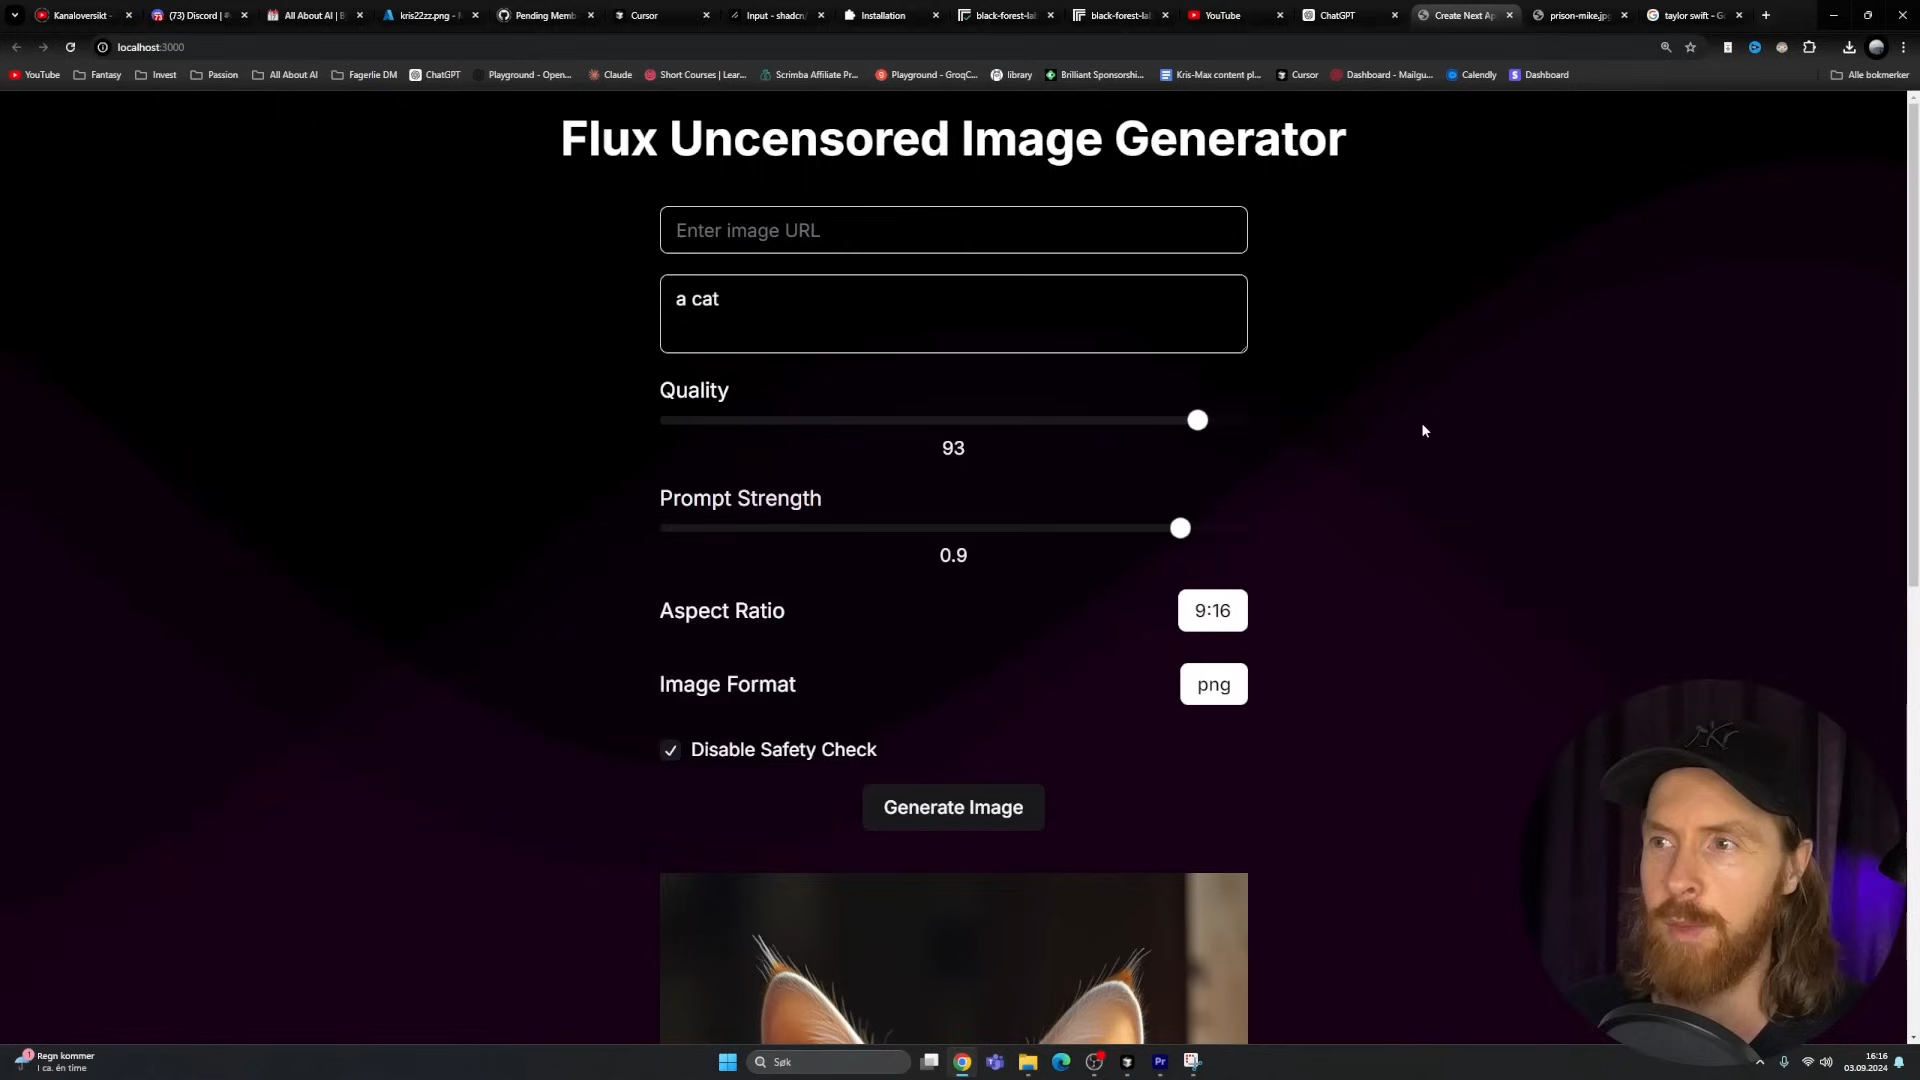 Kanaloversikt
(73) Discord | #
All About AI | B
kris22zz.png -
Pending Memb
Cursor
Input - shadcn/
Installation
black-forest-la
black-forest-la
YouTube
ChatGPT
Create Next Ap
prison-mike.jp
taylor swift - G
localhost:3000
YouTube
Fantasy
Invest
Passion
All About AI
Fagerlie DM
ChatGPT
Playground - Open...
Claude
Short Courses | Lear...
Scrimba Affiliate Pr...
Playground - GroqC...
library
Brilliant Sponsorshi...
Kris-Max content pl...
Cursor
Dashboard - Mailgu...
Calendly
Dashboard
Alle bokmerker
Flux Uncensored Image Generator
Enter image URL
a cat
Quality
93
Prompt Strength
0.9
Aspect Ratio
9:16
Image Format
png
Disable Safety Check
Generate Image
Regn kommer
I ca. én time
Søk
16:16
03.09.2024